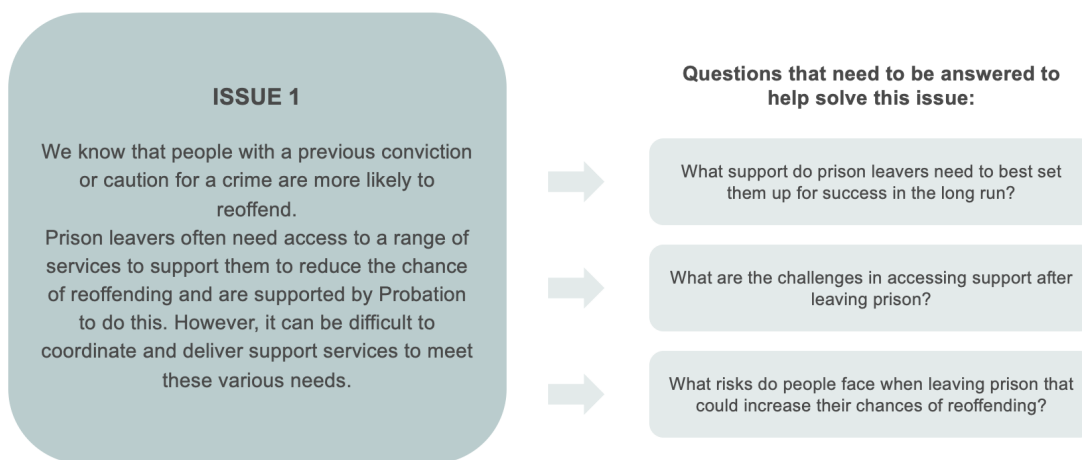 ISSUE 1
We know that people with a previous conviction
or caution for a crime are more likely to
reoffend.
Prison leavers often need access to a range of
services to support them to reduce the chance
of reoffending and are supported by Probation
to do this. However, it can be difficult to
coordinate and deliver support services to meet
these various needs.
Questions that need to be answered to
help solve this issue:
What support do prison leavers need to best set
them up for success in the long run?
What are the challenges in accessing support after
leaving prison?
What risks do people face when leaving prison that
could increase their chances of reoffending?